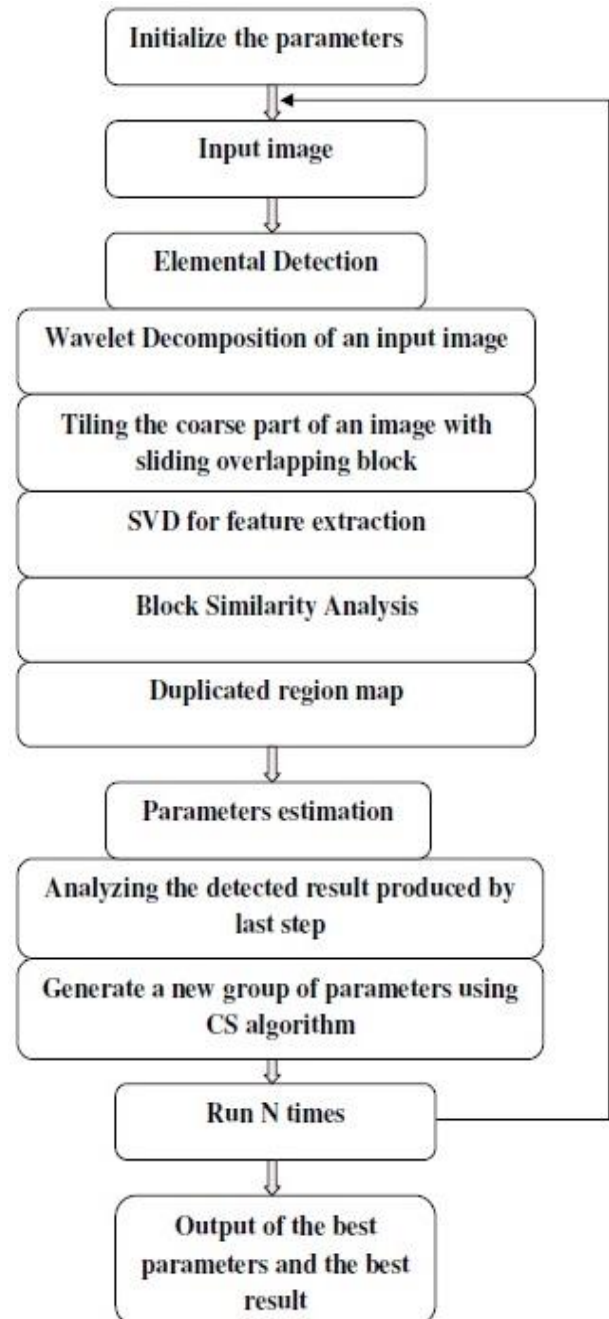 Initialize the parameters
Input image
Elemental Detection
Wavelet Decomposition of an input image
Tiling the coarse part of an image with
sliding overlapping block
SVD for feature extraction
Block Similarity Analysis
Duplicated region map
Parameters estimation
Analyzing the detected result produced by
last step
Generate a new group of parameters using
CS algorithm
Run N times
Output of the best
parameters and the best
result